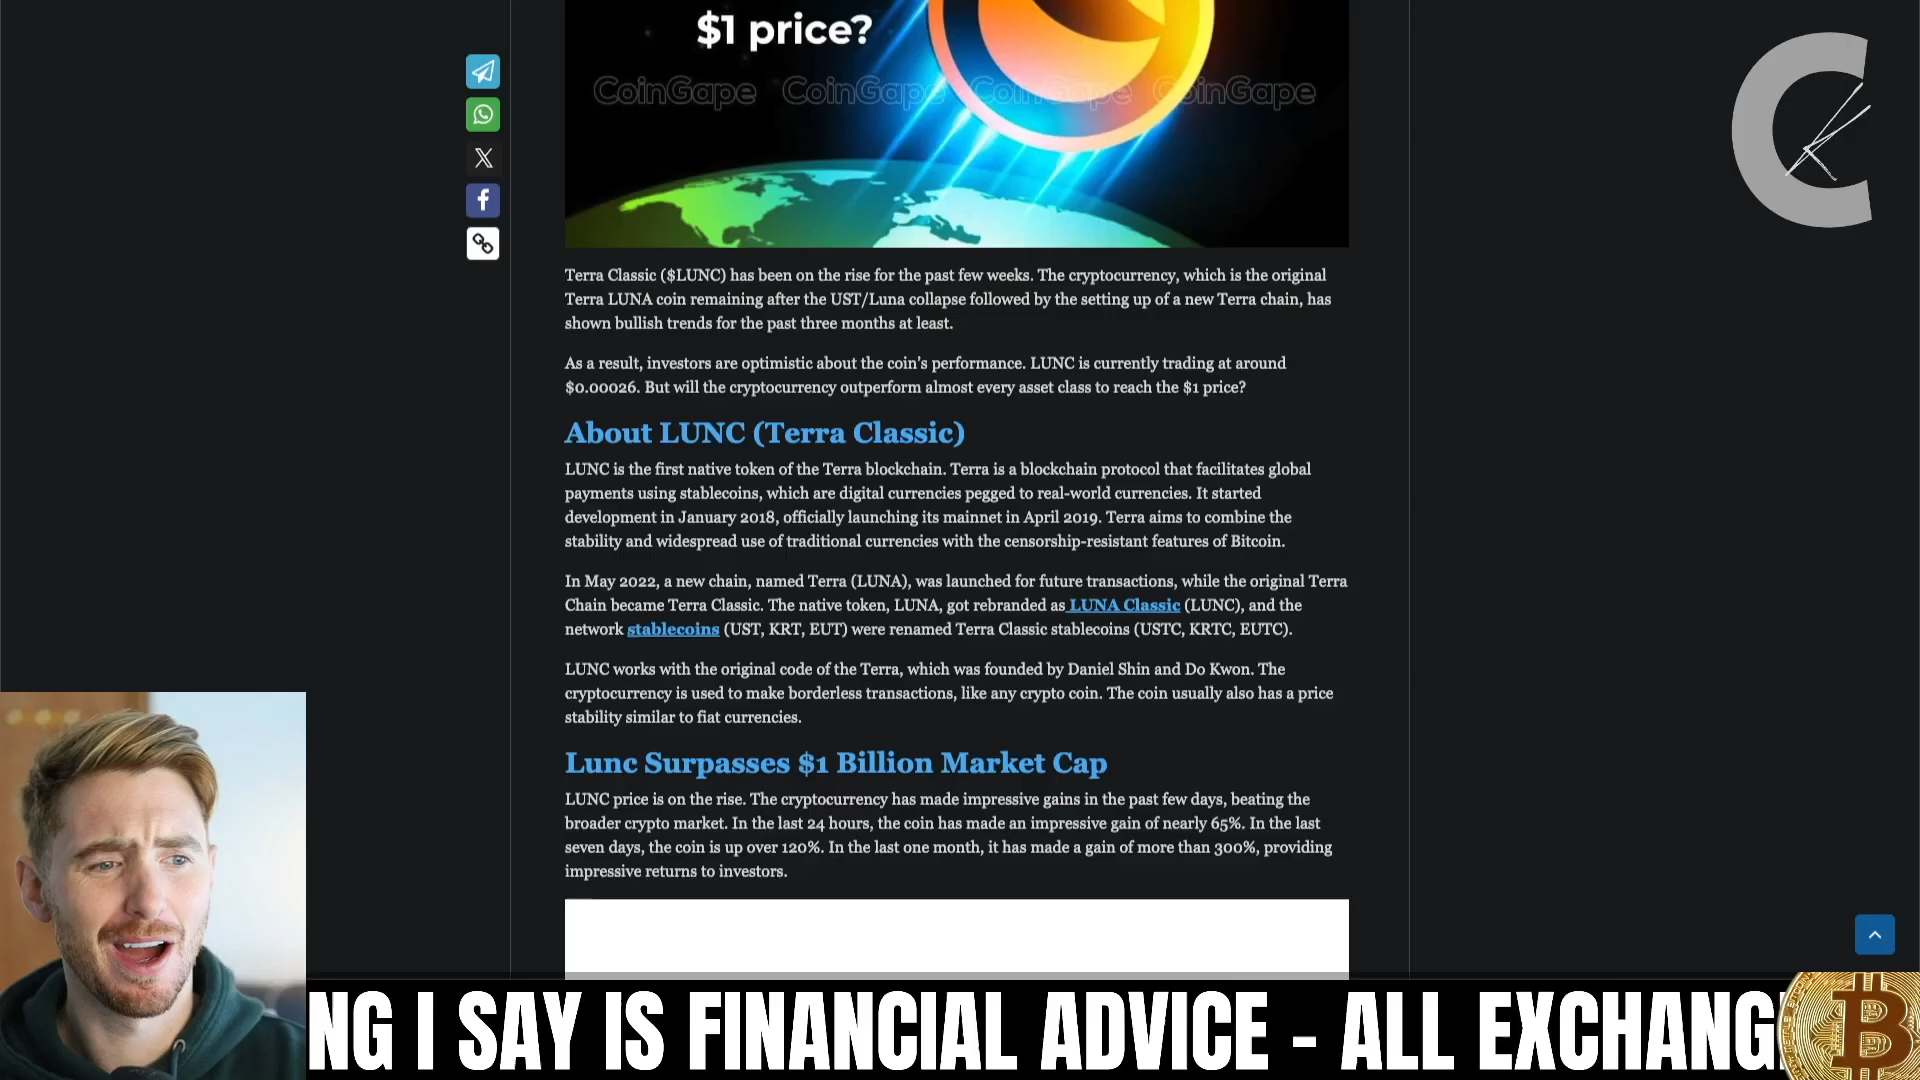 $1 price?
CoinGape CoinGape CoinGape CoinGape
Terra Classic ($LUNC) has been on the rise for the past few weeks. The cryptocurrency, which is the original
Terra LUNA coin remaining after the UST/Luna collapse followed by the setting up of a new Terra chain, has
shown bullish trends for the past three months at least.
As a result, investors are optimistic about the coin's performance. LUNC is currently trading at around
$0.00026. But will the cryptocurrency outperform almost every asset class to reach the $1 price?
About LUNC (Terra Classic)
LUNC is the first native token of the Terra blockchain. Terra is a blockchain protocol that facilitates global
payments using stablecoins, which are digital currencies pegged to real-world currencies. It started
development in January 2018, officially launching its mainnet in April 2019. Terra aims to combine the
stability and widespread use of traditional currencies with the censorship-resistant features of Bitcoin.
In May 2022, a new chain, named Terra (LUNA), was launched for future transactions, while the original Terra
Chain became Terra Classic. The native token, LUNA, got rebranded as LUNA Classic (LUNC), and the
network stablecoins (UST, KRT, EUT) were renamed Terra Classic stablecoins (USTC, KRTC, EUTC).
LUNC works with the original code of the Terra, which was founded by Daniel Shin and Do Kwon. The
cryptocurrency is used to make borderless transactions, like any crypto coin. The coin usually also has a price
stability similar to fiat currencies.
Lunc Surpasses $1 Billion Market Cap
LUNC price is on the rise. The cryptocurrency has made impressive gains in the past few days, beating the
broader crypto market. In the last 24 hours, the coin has made an impressive gain of nearly 65%. In the last
seven days, the coin is up over 120%. In the last one month, it has made a gain of more than 300%, providing
impressive returns to investors.
NG I SAY IS FINANCIAL ADVICE - ALL EXCHANG